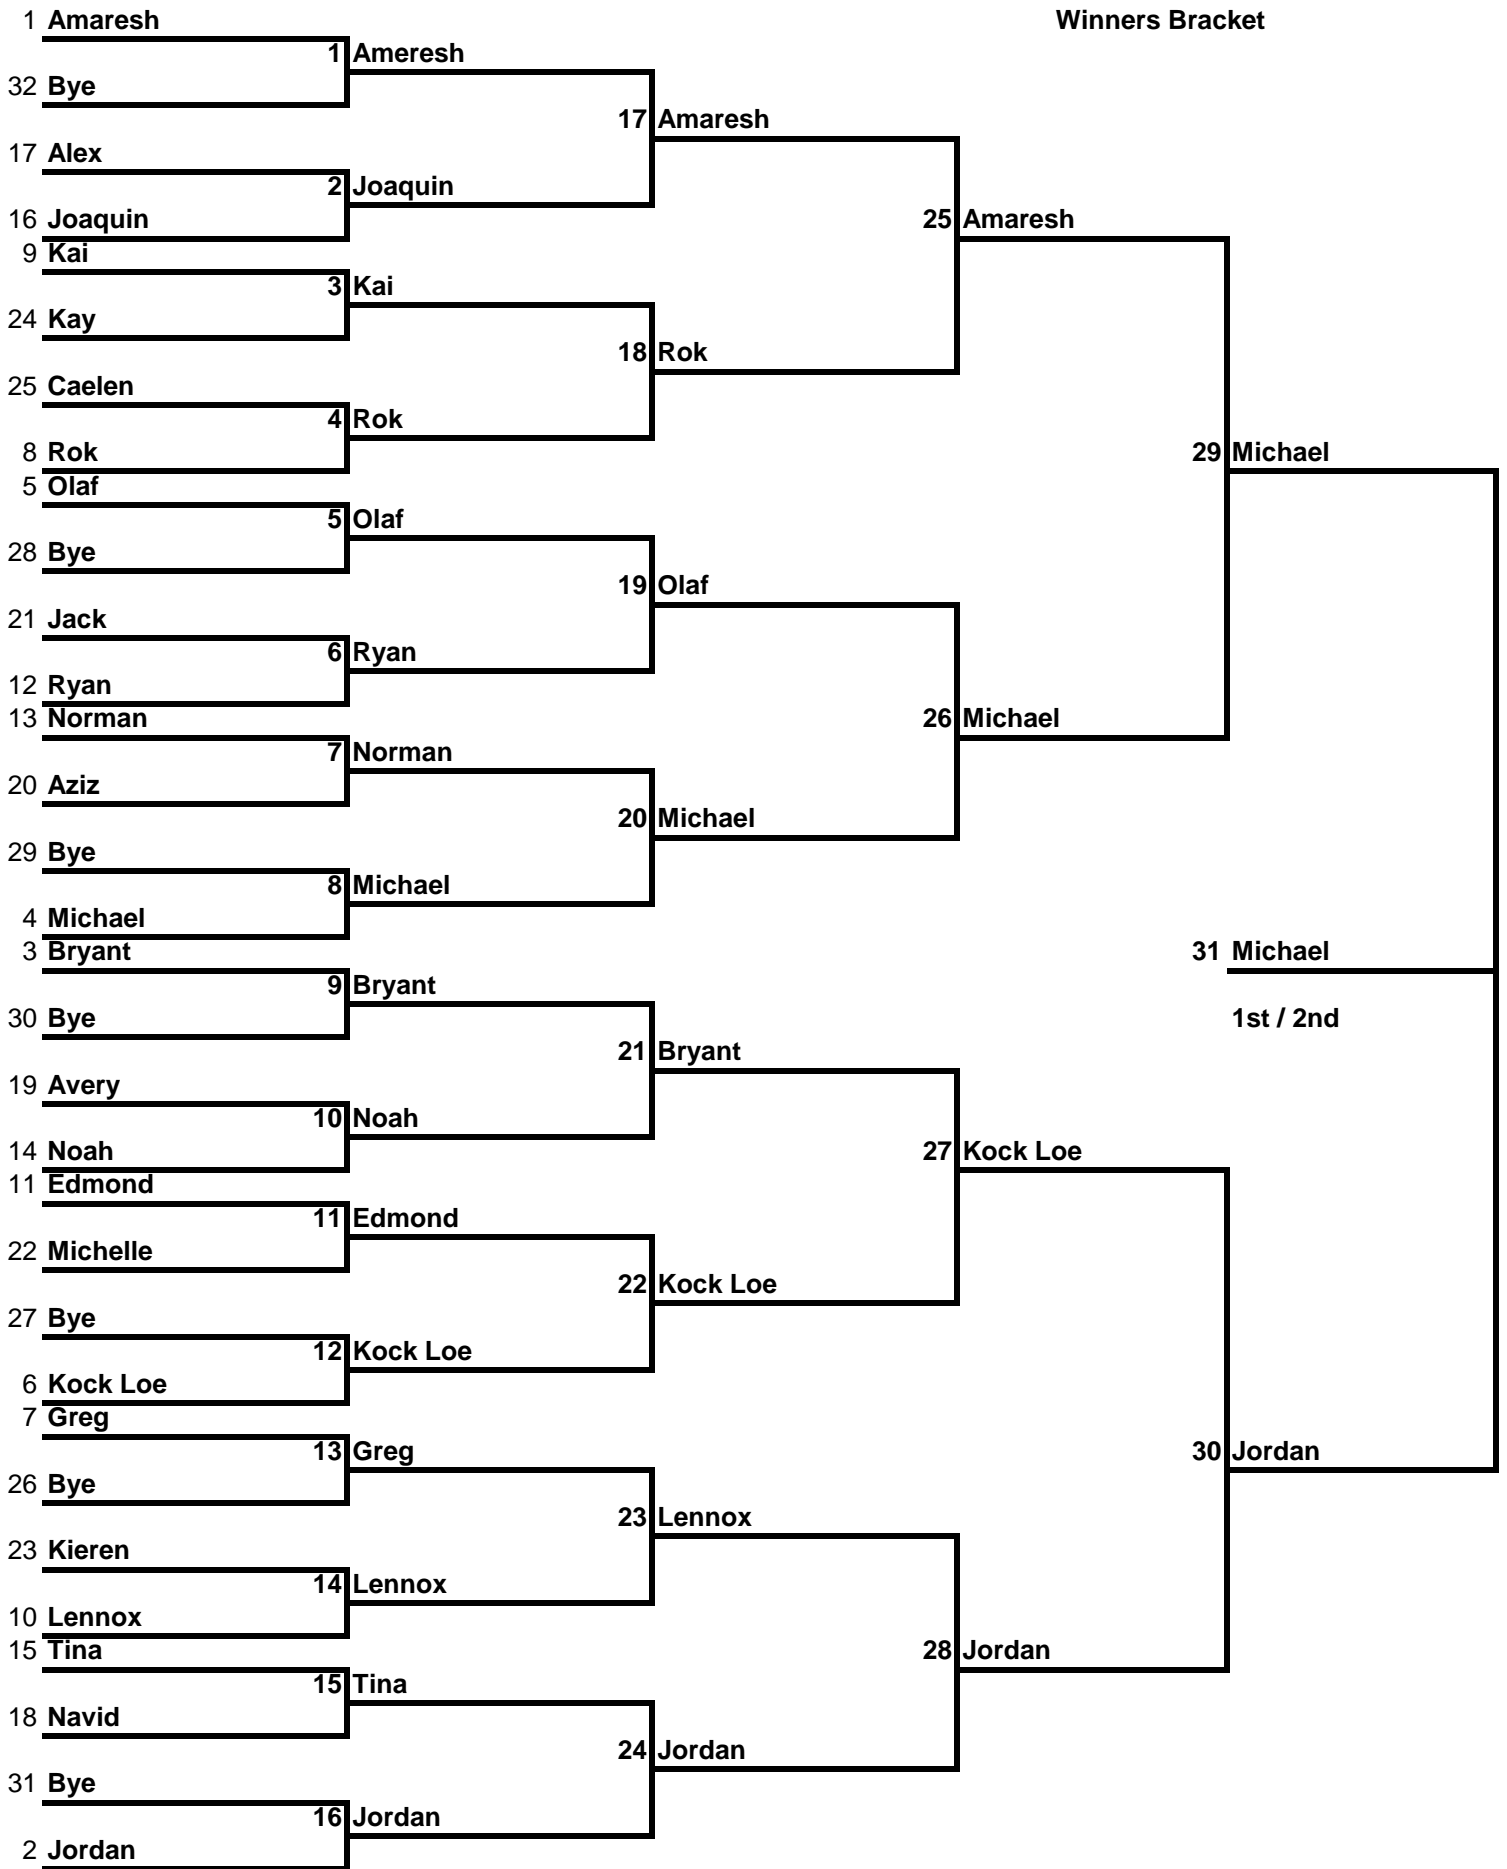 1 Amaresh
Winners Bracket
1 Ameresh
32 Bye
17 Amaresh
17 Alex
2 Joaquin
16 Joaquin
25 Amaresh
9 Kai
3 Kai
24 Kay
18 Rok
25 Caelen
4 Rok
8 Rok
29 Michael
5 Olaf
5 Olaf
28 Bye
19 Olaf
21 Jack
6 Ryan
12 Ryan
13 Norman
26 Michael
7 Norman
20 Aziz
20 Michael
29 Bye
8 Michael
4 Michael
3 Bryant
31 Michael
9 Bryant
30 Bye
1st / 2nd
21 Bryant
19 Avery
10 Noah
14 Noah
27 Kock Loe
11 Edmond
11 Edmond
22 Michelle
22 Kock Loe
27 Bye
12 Kock Loe
6 Kock Loe
7 Greg
13 Greg
30 Jordan
26 Bye
23 Lennox
23 Kieren
14 Lennox
10 Lennox
15 Tina
28 Jordan
15 Tina
18 Navid
24 Jordan
31 Bye
16 Jordan
2 Jordan